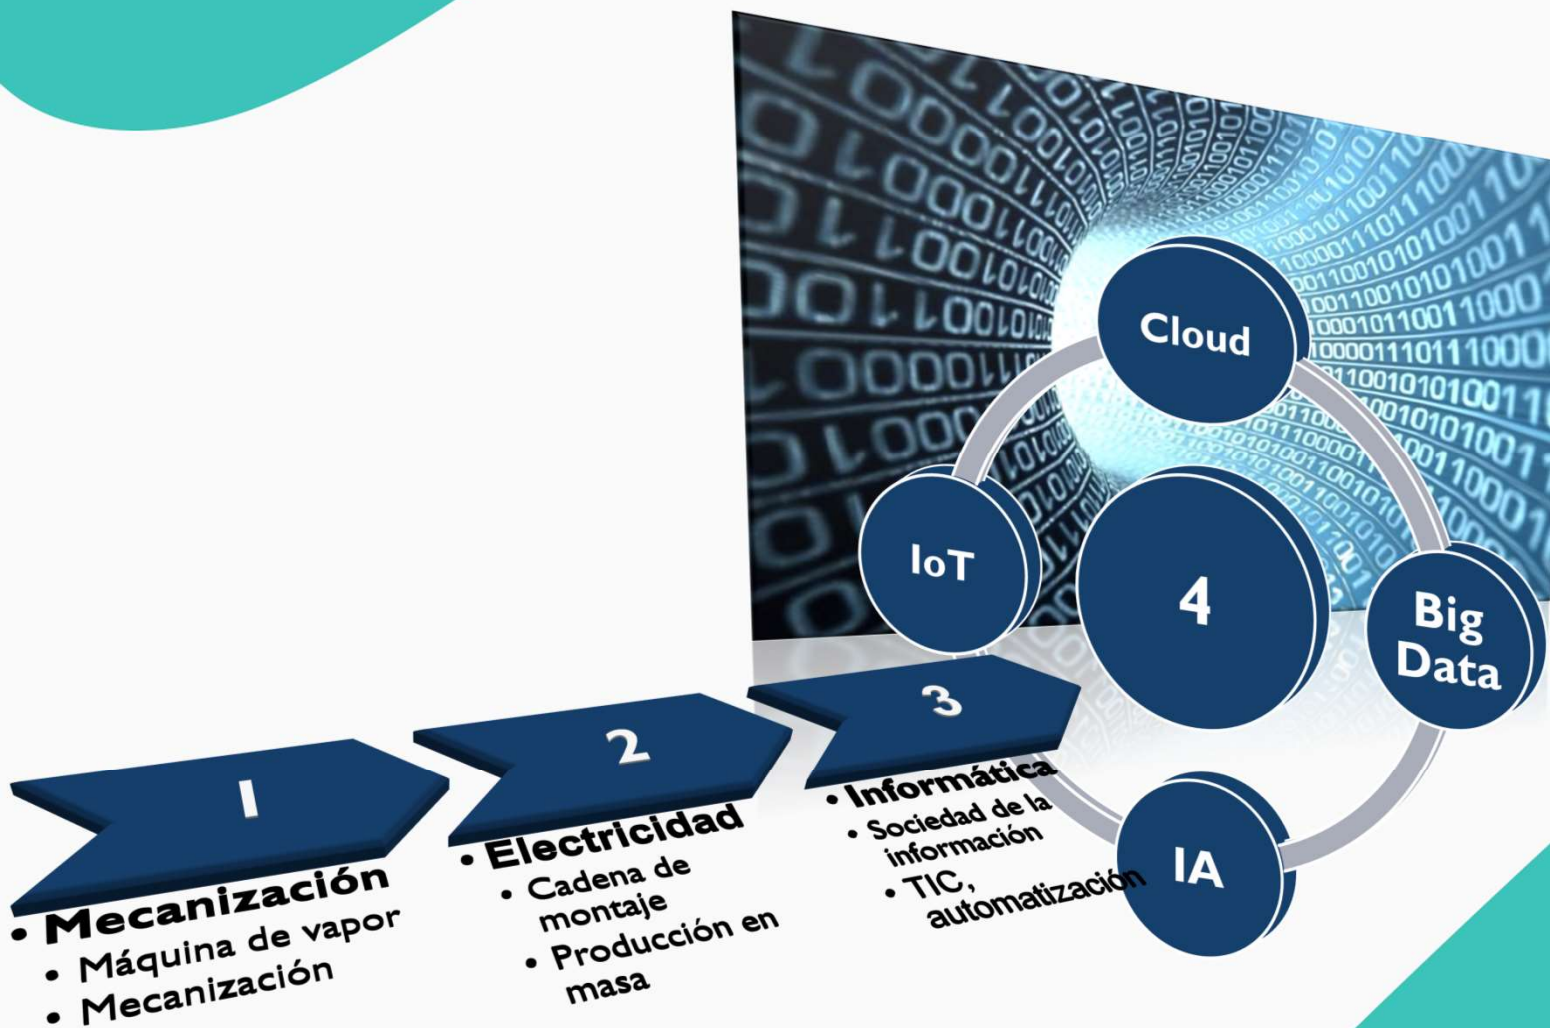 1
• Mecanización
• Máquina de vapor
• Mecanización
2
• Electricidad
• Cadena de
montaje
• Producción en
masa
3
• Informática
• Sociedad de la
información
• TIC,
automatización
4
Cloud
IoT
Big
Data
IA